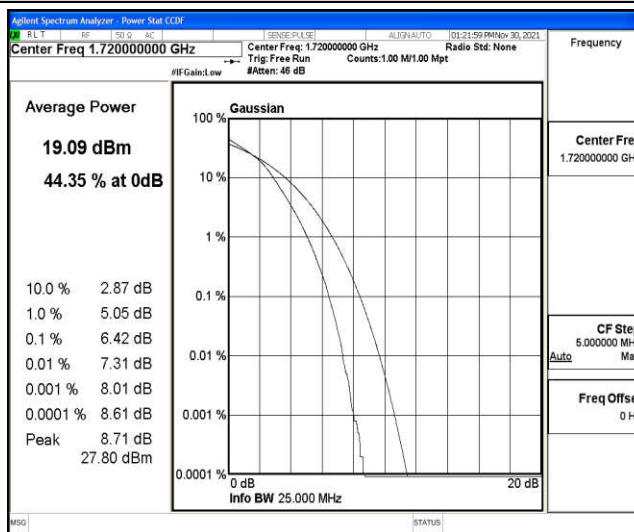 Agilent Spectrum Analyzer - Power Stat CCDF
RLT RF 50 Ω AC SENSE:PULSE ALIGNAUTO 01:21:59 PM Nov 30, 2021
Center Freq 1.720000000 GHz
Center Freq: 1.720000000 GHz Radio Std: None
Trig: Free Run Counts:1.00 M/1.00 Mpt
#IFGain:Low #Atten: 46 dB
Frequency
Average Power
19.09 dBm
44.35 % at 0dB
10.0 % 2.87 dB
1.0 % 5.05 dB
0.1 % 6.42 dB
0.01 % 7.31 dB
0.001 % 8.01 dB
0.0001 % 8.61 dB
Peak 8.71 dB
27.80 dBm
Gaussian
100 %
10 %
1 %
0.1 %
0.01 %
0.001 %
0.0001 %
0 dB 20 dB
Info BW 25.000 MHz
Center Fre
1.720000000 GH
CF Ste
5.000000 MH
Auto Ma
Freq Offse
0 H
MSG STATUS